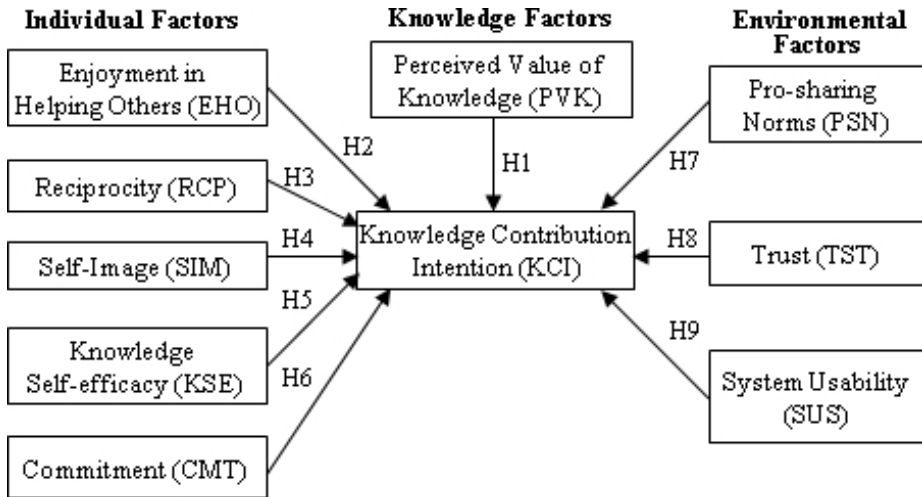 Individual Factors
Enjoyment in
Helping Others (EHO)
Reciprocity (RCP)
Self-Image (SIM)
Knowledge
Self-efficacy (KSE)
Commitment (CMT)
H2
H3
H4
H5
H6
Knowledge Factors
Perceived Value of
Knowledge (PVK)
H1
Knowledge Contribution
Intention (KCI)
Environmental
Factors
Pro-sharing
Norms (PSN)
H7
H8
Trust (TST)
H9
System Usability
(SUS)